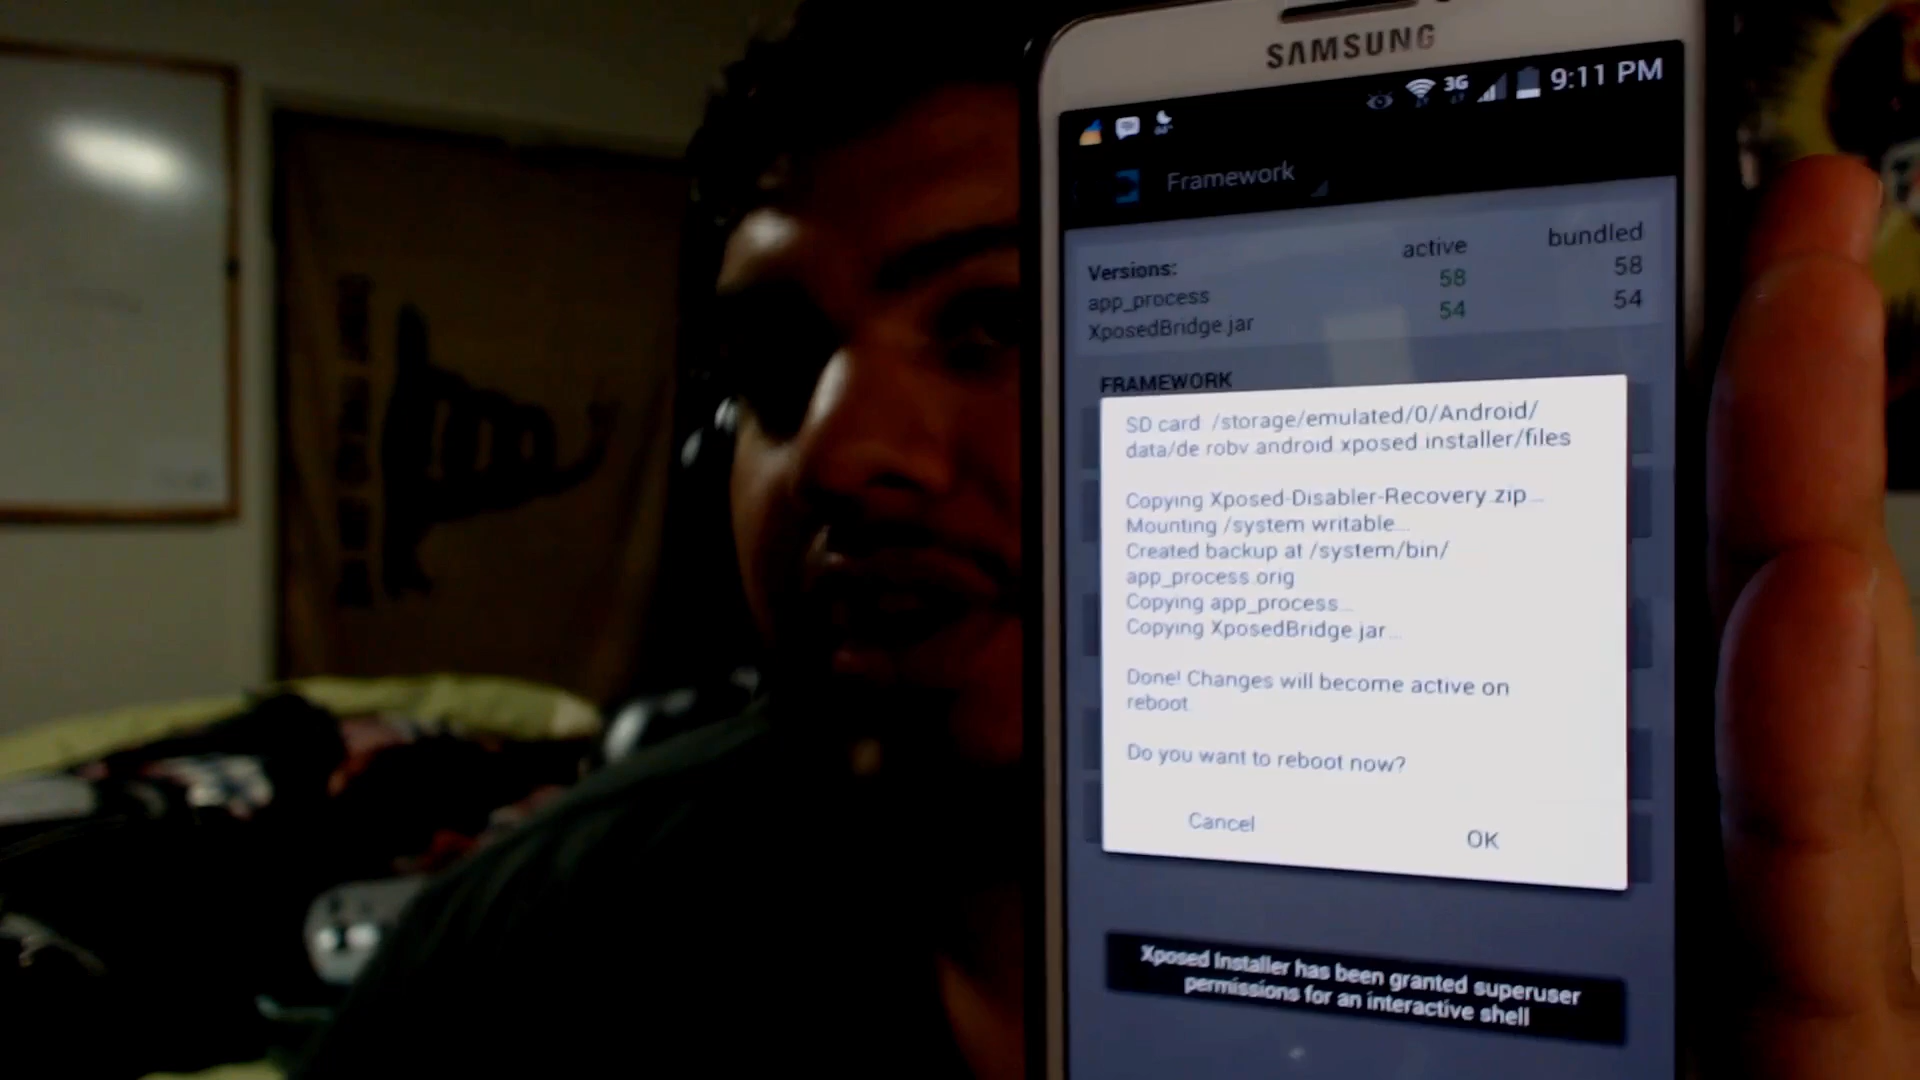 SAMSUNG
3G 9:11 PM
Framework
active bundled
Versions:
app_process 58 58
XposedBridge.jar 54 54
FRAMEWORK
SD card /storage/emulated/0/Android/
data/de robv android xposed installer/files
Copying Xposed-Disabler-Recovery.zip...
Mounting /system writable...
Created backup at /system/bin/
app_process.orig
Copying app_process...
Copying XposedBridge.jar...
Done! Changes will become active on
reboot
Do you want to reboot now?
Cancel OK
Xposed Installer has been granted superuser
permissions for an interactive shell